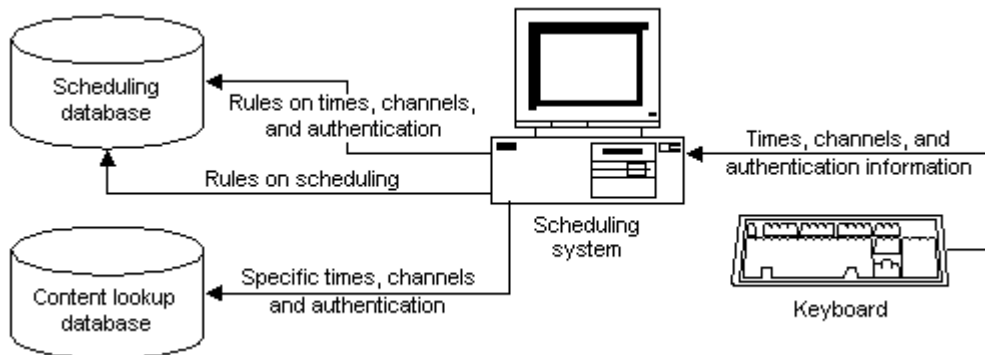 Scheduling
database
Rules on times, channels,
and authentication
Rules on scheduling
Times, channels, and
authentication information
Scheduling
system
Content lookup
database
Specific times, channels
and authentication
Keyboard